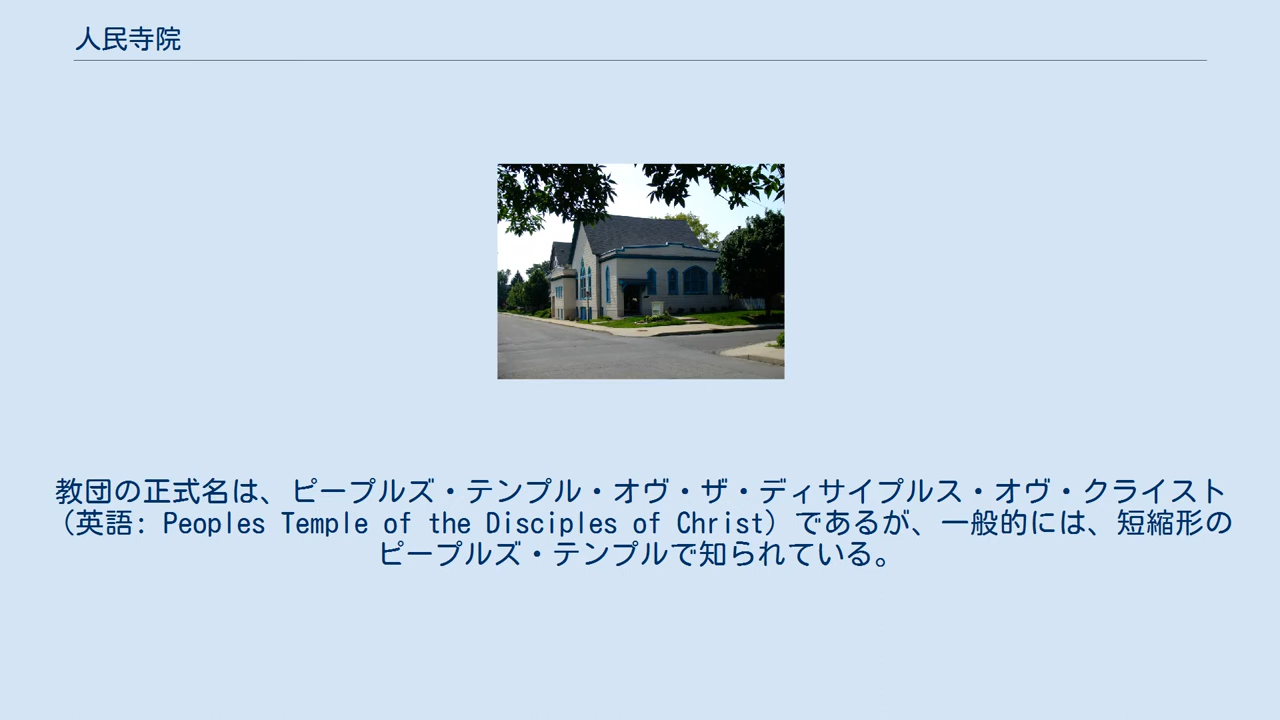 人民寺院
教団の正式名は、ピープルズ・テンプル・オヴ・ザ・ディサイプルス・オヴ・クライスト
（英語: Peoples Temple of the Disciples of Christ）であるが、一般的には、短縮形の
ピープルズ・テンプルで知られている。